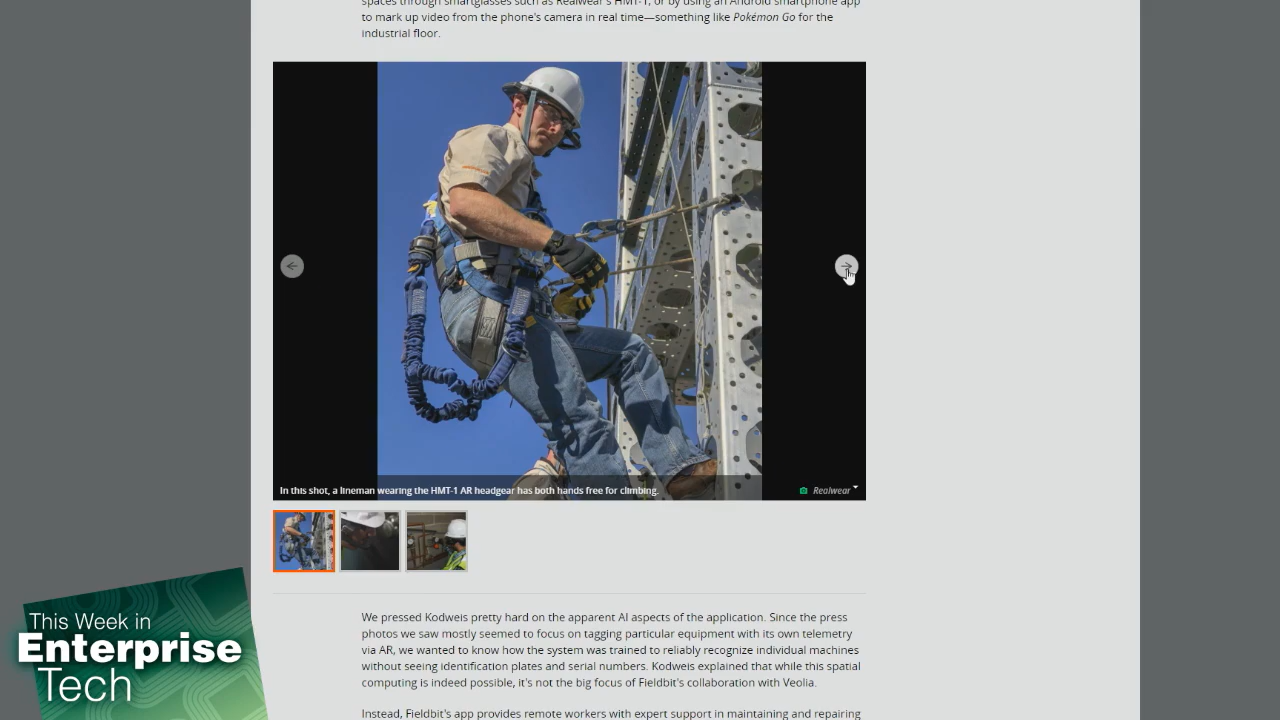 spaces through smartglasses such as Realwear's HMT-1, or by using an Android smartphone app
to mark up video from the phone's camera in real time—something like Pokémon Go for the
industrial floor.
In this shot, a lineman wearing the HMT-1 AR headgear has both hands free for climbing.
Realwear
We pressed Kodweis pretty hard on the apparent AI aspects of the application. Since the press
photos we saw mostly seemed to focus on tagging particular equipment with its own telemetry
via AR, we wanted to know how the system was trained to reliably recognize individual machines
without seeing identification plates and serial numbers. Kodweis explained that while this spatial
computing is indeed possible, it's not the big focus of Fieldbit's collaboration with Veolia.
Instead, Fieldbit's app provides remote workers with expert support in maintaining and repairing
This Week in
Enterprise
Tech